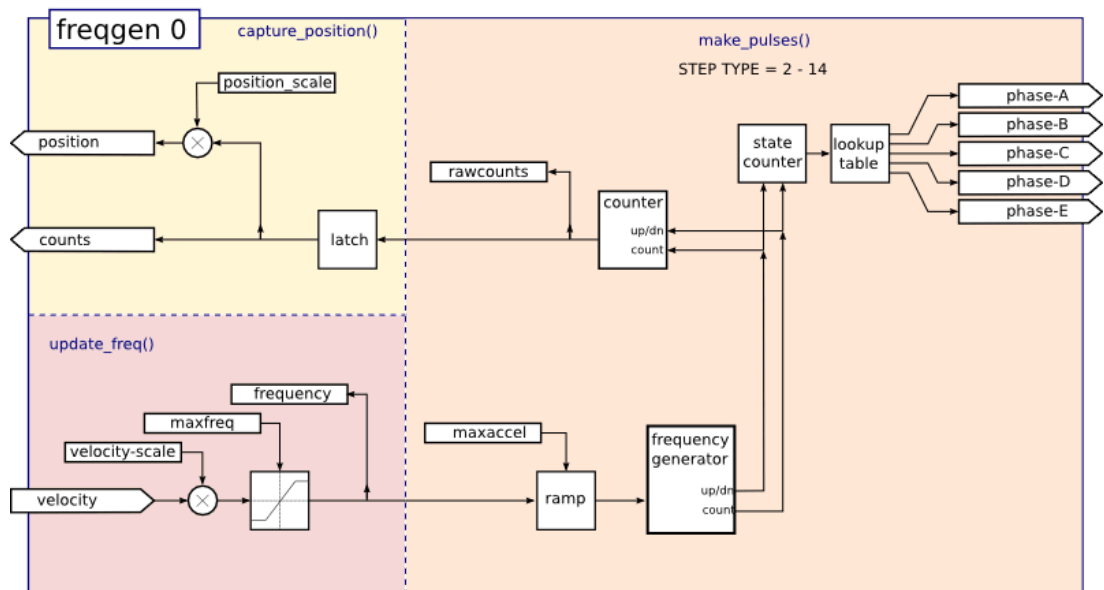 freqgen 0
capture_position()
make_pulses()
STEP TYPE = 2 - 14
position_scale
phase-A
phase-B
phase-C
phase-D
phase-E
position
state
counter
lookup
table
rawcounts
counter
up/dn
count
counts
latch
update_freq()
frequency
maxfreq
maxaccel
velocity-scale
frequency
generator
up/dn
count
velocity
ramp